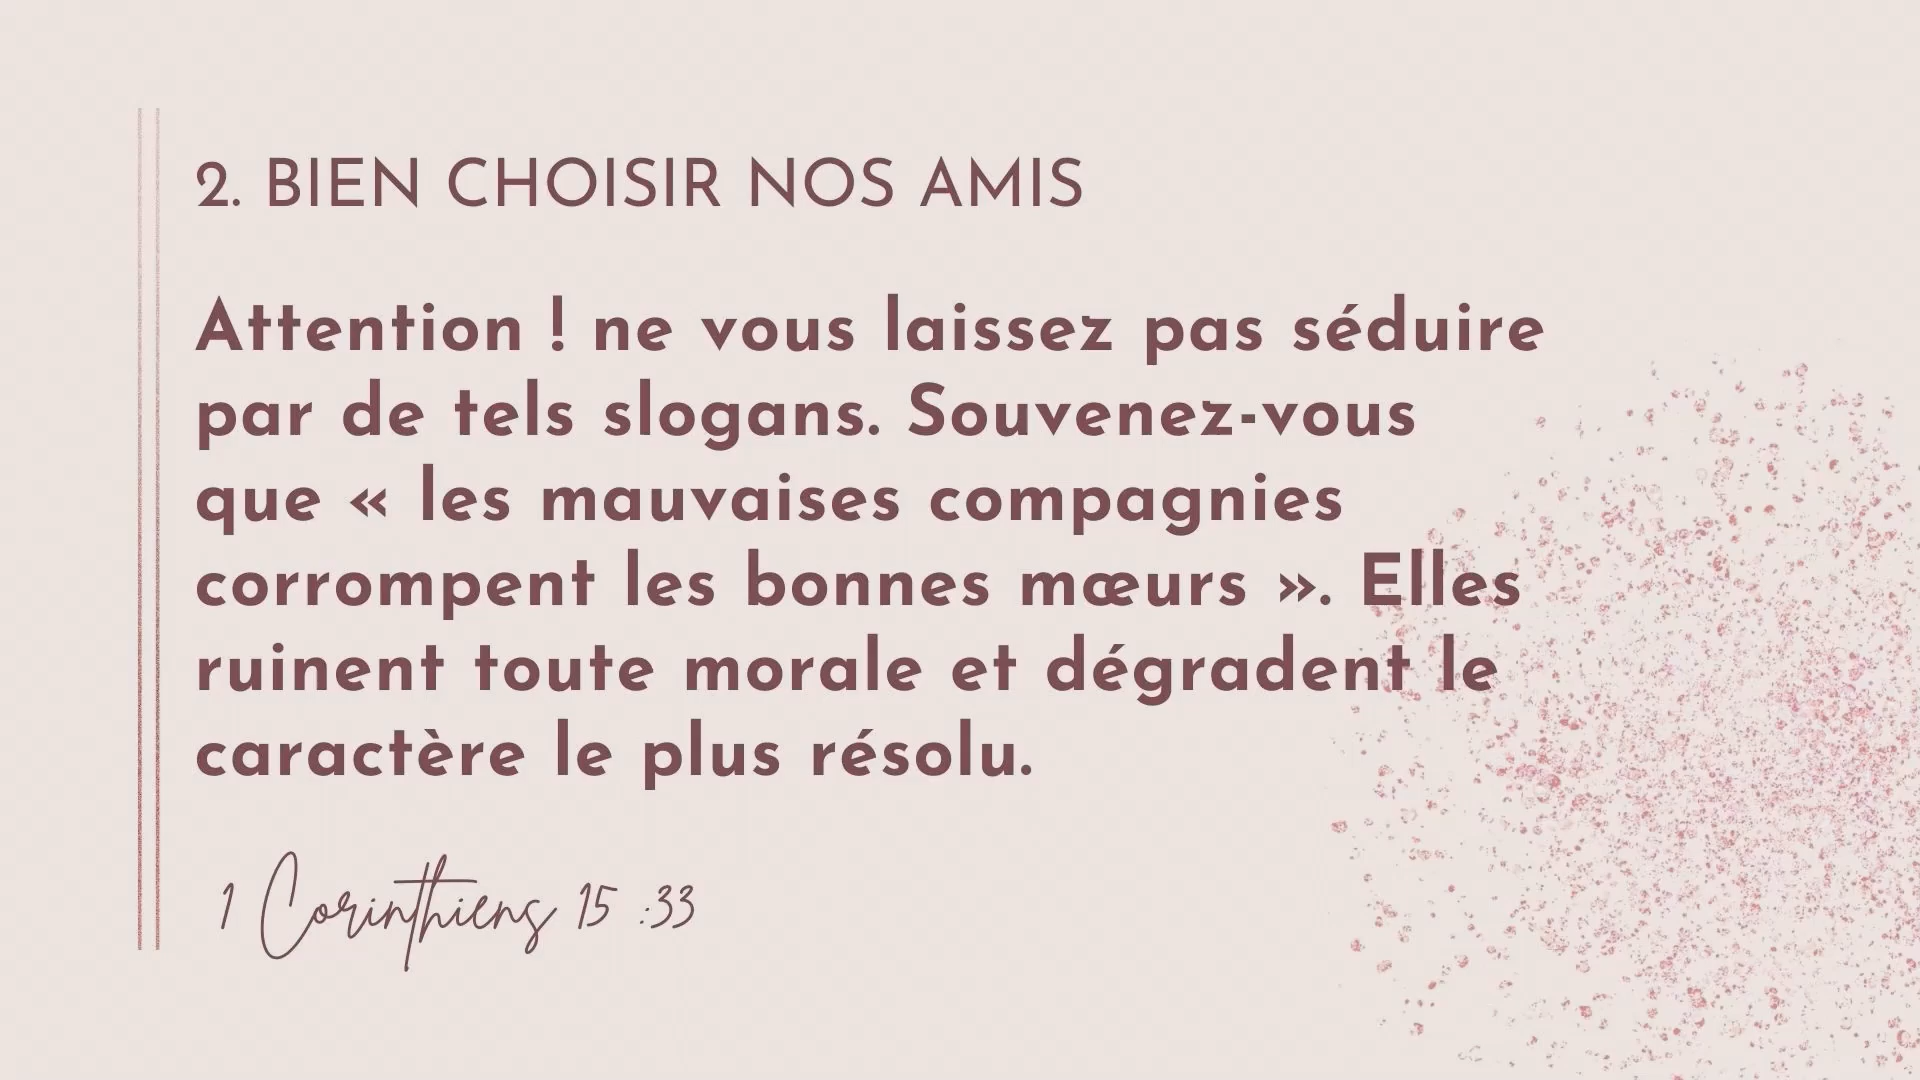 2. BIEN CHOISIR NOS AMIS
Attention ! ne vous laissez pas séduire
par de tels slogans. Souvenez-vous
que « les mauvaises compagnies
corrompent les bonnes mœurs ». Elles
ruinent toute morale et dégradent le
caractère le plus résolu.
1 Corinthiens 15 :33